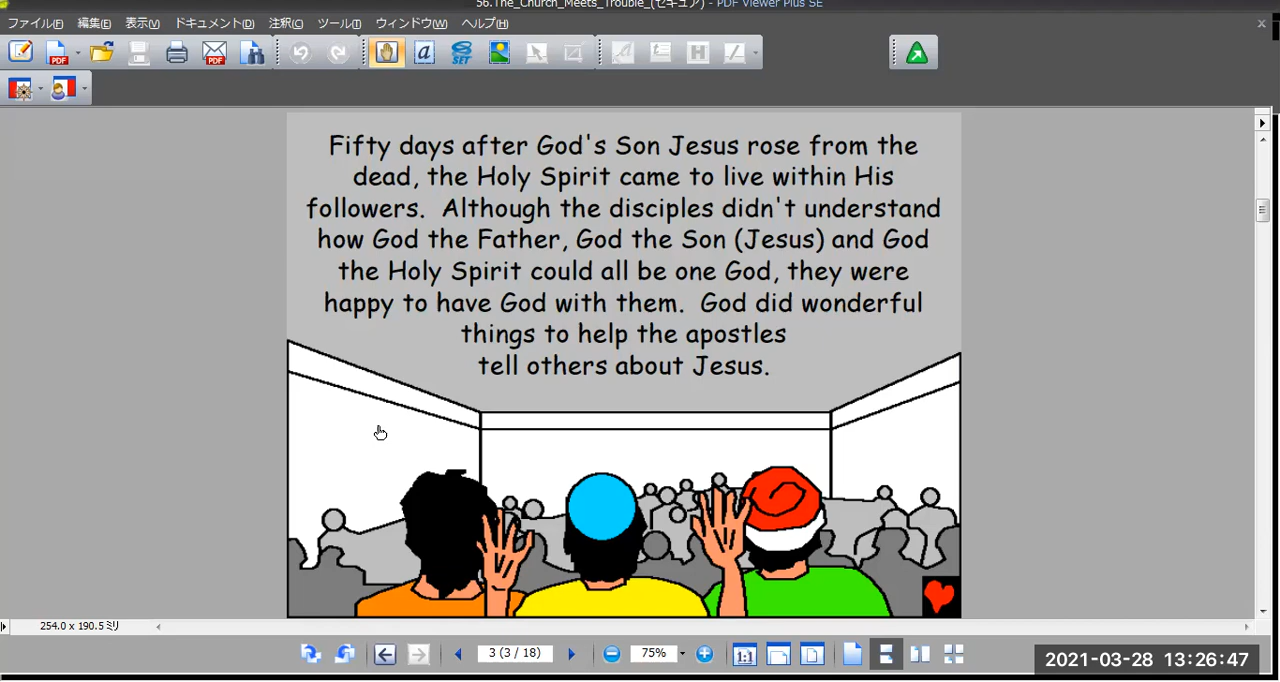 56.The_Church_Meets_Trouble_(セキュア) - PDF Viewer Plus SE
ファイル(F) 編集(E) 表示(V) ドキュメント(D) 注釈(C) ツール(T) ウィンドウ(W) ヘルプ(H)
PDF PDF a SET H
Fifty days after God's Son Jesus rose from the
dead, the Holy Spirit came to live within His
followers. Although the disciples didn't understand
how God the Father, God the Son (Jesus) and God
the Holy Spirit could all be one God, they were
happy to have God with them. God did wonderful
things to help the apostles
tell others about Jesus.
254.0 x 190.5 ミリ
3 (3 / 18) 75% 1:1
2021-03-28 13:26:47